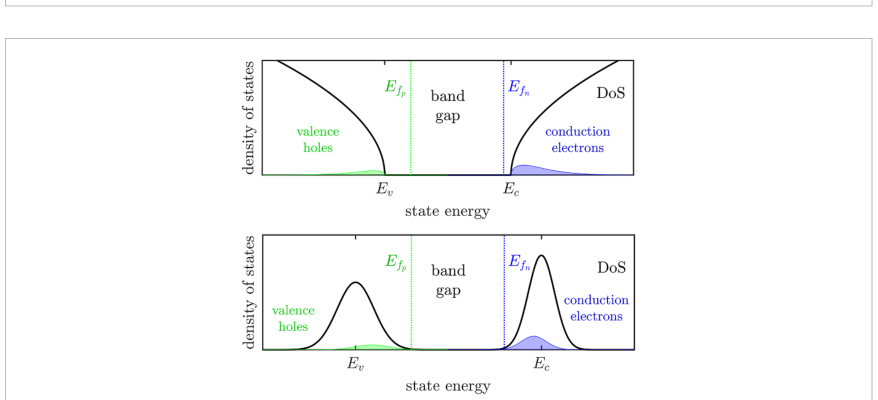 density of states
E_{f_p}
band
gap
E_{f_n}
DoS
valence
holes
conduction
electrons
E_v
E_c
state energy
density of states
E_{f_p}
band
gap
E_{f_n}
DoS
valence
holes
conduction
electrons
E_v
E_c
state energy